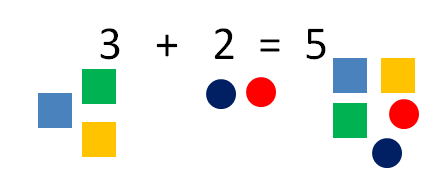 3 + 2 = 5